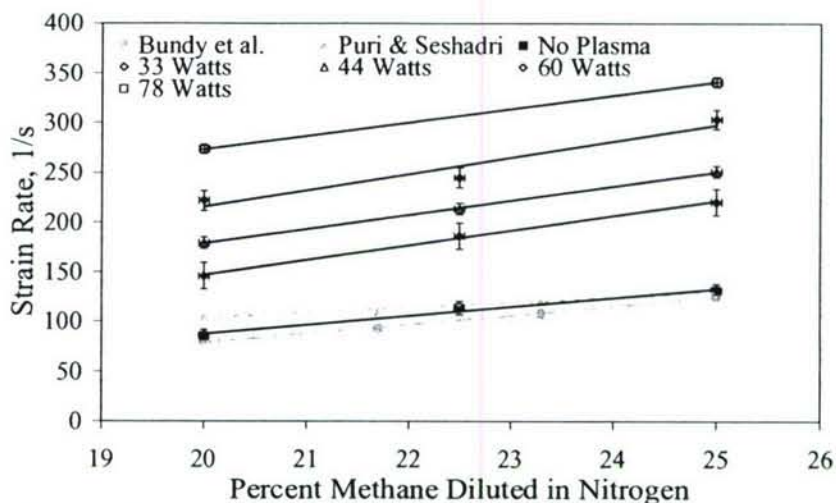 400
350
300
250
200
150
100
50
0
Strain Rate, 1/s
Bundy et al. Puri & Seshadri No Plasma
33 Watts 44 Watts 60 Watts
78 Watts
19 20 21 22 23 24 25 26
Percent Methane Diluted in Nitrogen